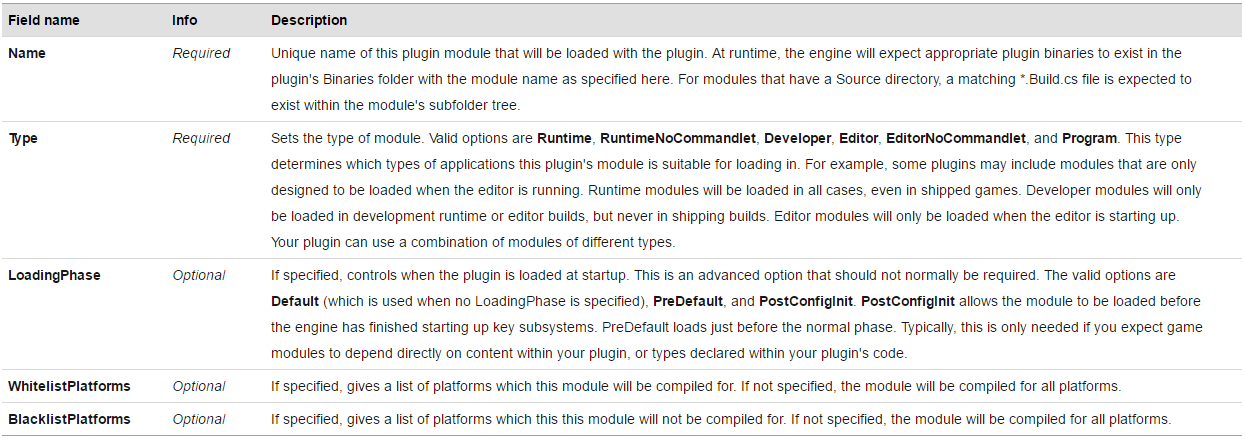 Field name Info Description
Name Required Unique name of this plugin module that will be loaded with the plugin. At runtime, the engine will expect appropriate plugin binaries to exist in the
plugin's Binaries folder with the module name as specified here. For modules that have a Source directory, a matching *.Build.cs file is expected to
exist within the module's subfolder tree.
Type Required Sets the type of module. Valid options are Runtime, RuntimeNoCommandlet, Developer, Editor, EditorNoCommandlet, and Program. This type
determines which types of applications this plugin's module is suitable for loading in. For example, some plugins may include modules that are only
designed to be loaded when the editor is running. Runtime modules will be loaded in all cases, even in shipped games. Developer modules will only
be loaded in development runtime or editor builds, but never in shipping builds. Editor modules will only be loaded when the editor is starting up.
Your plugin can use a combination of modules of different types.
LoadingPhase Optional If specified, controls when the plugin is loaded at startup. This is an advanced option that should not normally be required. The valid options are
Default (which is used when no LoadingPhase is specified), PreDefault, and PostConfigInit. PostConfigInit allows the module to be loaded before
the engine has finished starting up key subsystems. PreDefault loads just before the normal phase. Typically, this is only needed if you expect game
modules to depend directly on content within your plugin, or types declared within your plugin's code.
WhitelistPlatforms Optional If specified, gives a list of platforms which this module will be compiled for. If not specified, the module will be compiled for all platforms.
BlacklistPlatforms Optional If specified, gives a list of platforms which this this module will not be compiled for. If not specified, the module will be compiled for all platforms.